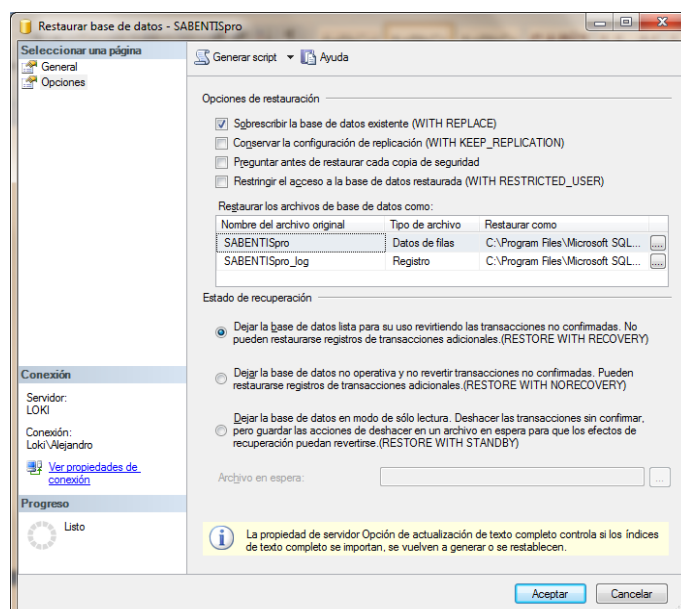 Restaurar base de datos - SABENTISpro
Seleccionar una página
General
Opciones
Generar script
Ayuda
Opciones de restauración
Sobrescribir la base de datos existente (WITH REPLACE)
Conservar la configuración de replicación (WITH KEEP_REPLICATION)
Preguntar antes de restaurar cada copia de seguridad
Restringir el acceso a la base de datos restaurada (WITH RESTRICTED_USER)
Restaurar los archivos de base de datos como:
Nombre del archivo original Tipo de archivo Restaurar como
SABENTISpro Datos de filas C:\Program Files\Microsoft SQL... ...
SABENTISpro_log Registro C:\Program Files\Microsoft SQL... ...
Estado de recuperación
Dejar la base de datos lista para su uso revirtiendo las transacciones no confirmadas. No
pueden restaurarse registros de transacciones adicionales.(RESTORE WITH RECOVERY)
Dejar la base de datos no operativa y no revertir transacciones no confirmadas. Pueden
restaurarse registros de transacciones adicionales.(RESTORE WITH NORECOVERY)
Dejar la base de datos en modo de sólo lectura. Deshacer las transacciones sin confirmar,
pero guardar las acciones de deshacer en un archivo en espera para que los efectos de
recuperación puedan revertirse.(RESTORE WITH STANDBY)
Archivo en espera: ...
Conexión
Servidor:
LOKI
Conexión:
Loki\Alejandro
Ver propiedades de
conexión
Progreso
Listo
La propiedad de servidor Opción de actualización de texto completo controla si los índices
de texto completo se importan, se vuelven a generar o se restablecen.
Aceptar
Cancelar